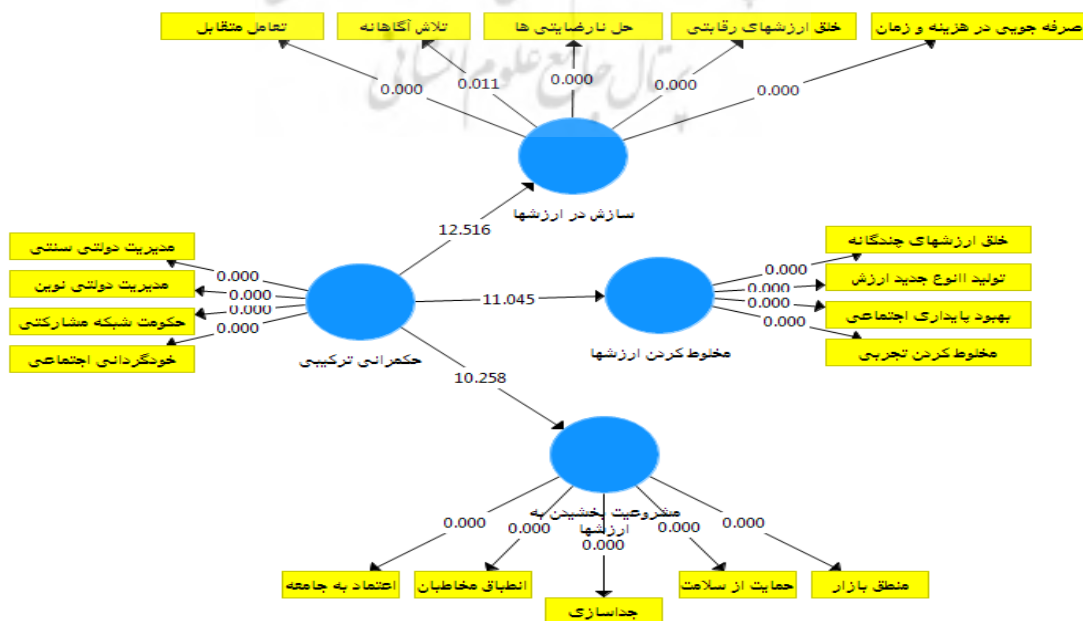 صرفه جویی در هزینه و زمان
خلق ارزشهای رقابتی
حل نارضایتی ها
تلاش آگاهانه
تعامل متقابل
پرتال جامع علوم انسانی
0.000
0.011
0.000
0.000
0.000
سازش در ارزشها
12.516
مدیریت دولتی سنتی
مدیریت دولتی نوین
حکومت شبکه مشارکتی
خودگردانی اجتماعی
0.000
0.000
0.000
0.000
حکمرانی ترکیبی
11.045
خلق ارزشهای چندگانه
تولید اانوع جدید ارزش
بهبود پایداری اجتماعی
مخلوط کردن تجربی
0.000
0.000
0.000
0.000
مخلوط کردن ارزشها
10.258
مشروعیت بخشیدن به
ارزشها
0.000
0.000
0.000
0.000
0.000
منطق بازار
حمایت از سلامت
جداسازی
انطباق مخاطبان
اعتماد به جامعه